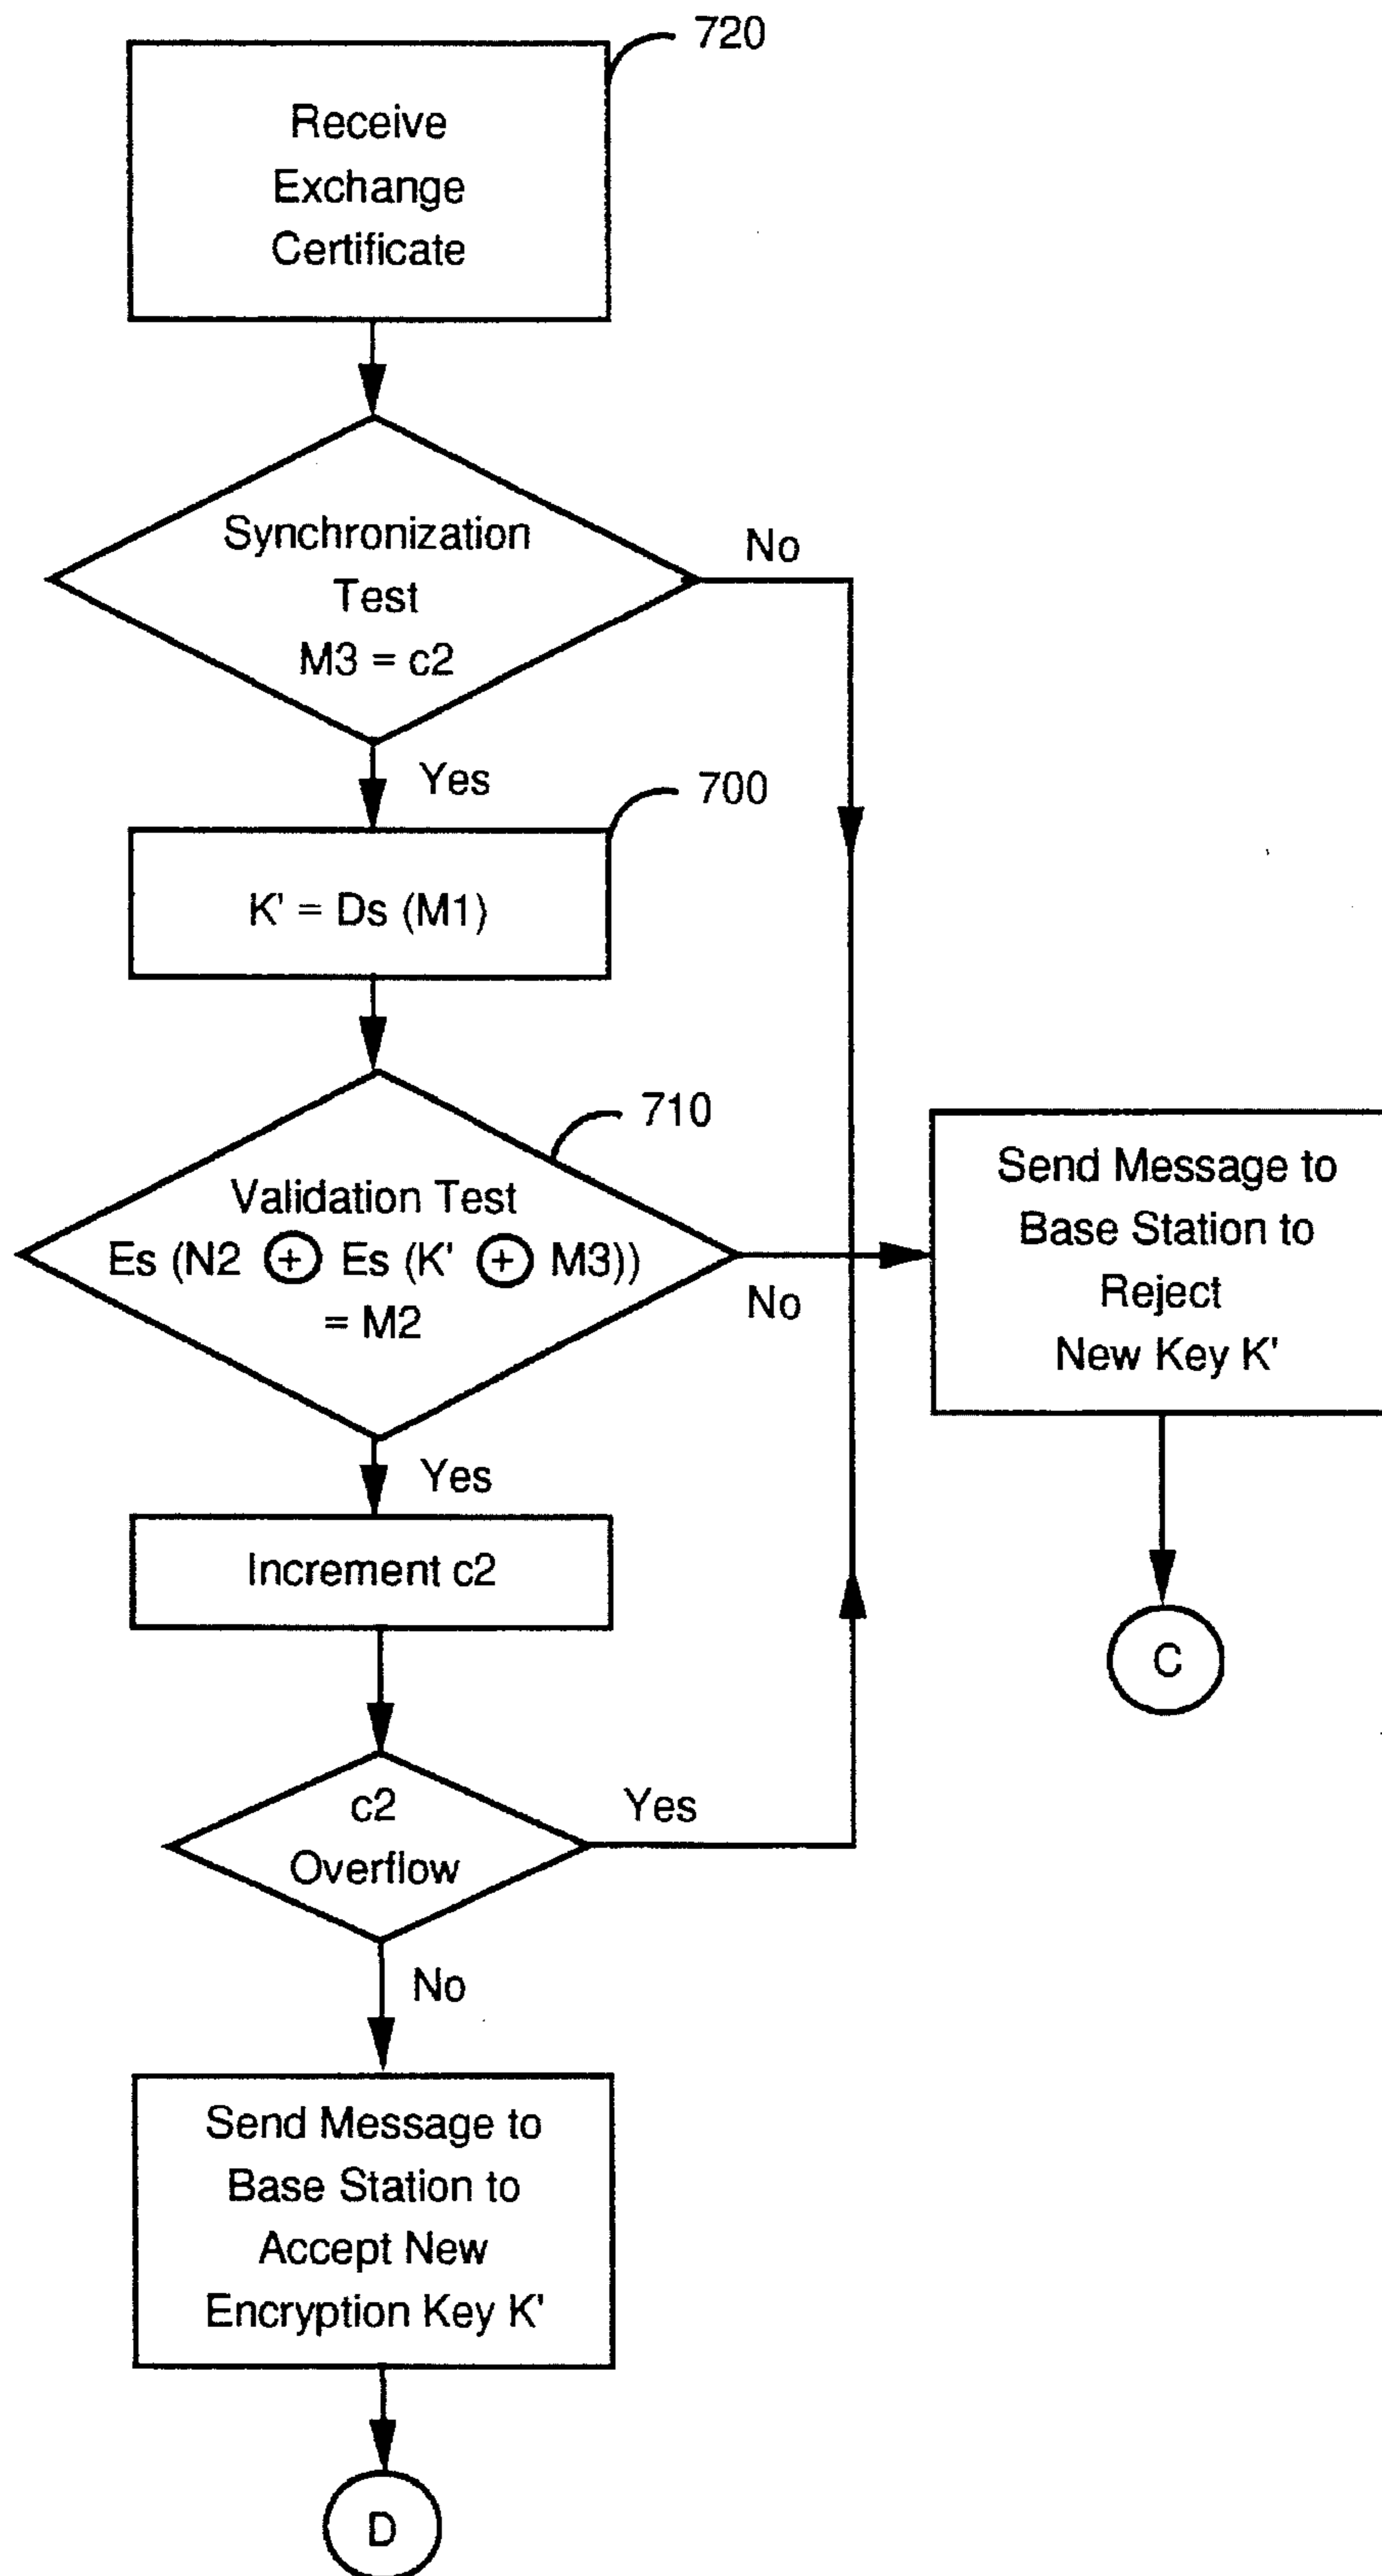 720
Receive
Exchange
Certificate
Synchronization
Test
M3 = c2
No
Yes
700
K' = Ds (M1)
710
Validation Test
Es (N2 ⊕ Es (K' ⊕ M3))
= M2
No
Send Message to
Base Station to
Reject
New Key K'
Yes
Increment c2
C
c2
Overflow
Yes
No
Send Message to
Base Station to
Accept New
Encryption Key K'
D